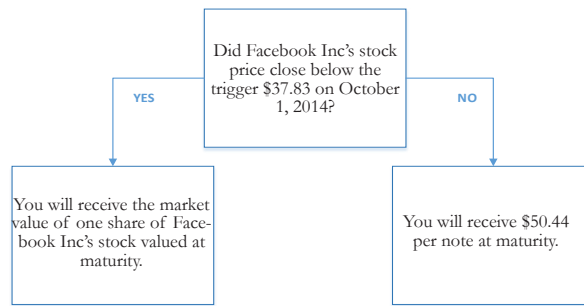 Did Facebook Inc's stock
price close below the
trigger $37.83 on October
1, 2014?
YES
NO
You will receive the market
value of one share of Face-
book Inc's stock valued at
maturity.
You will receive $50.44
per note at maturity.